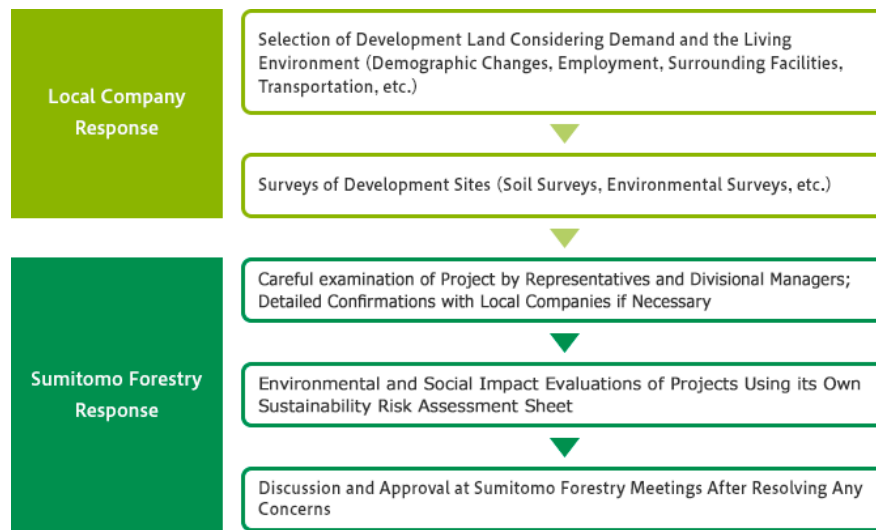 Local Company
Response
Selection of Development Land Considering Demand and the Living
Environment (Demographic Changes, Employment, Surrounding Facilities,
Transportation, etc.)
Surveys of Development Sites (Soil Surveys, Environmental Surveys, etc.)
Sumitomo Forestry
Response
Careful examination of Project by Representatives and Divisional Managers;
Detailed Confirmations with Local Companies if Necessary
Environmental and Social Impact Evaluations of Projects Using its Own
Sustainability Risk Assessment Sheet
Discussion and Approval at Sumitomo Forestry Meetings After Resolving Any
Concerns